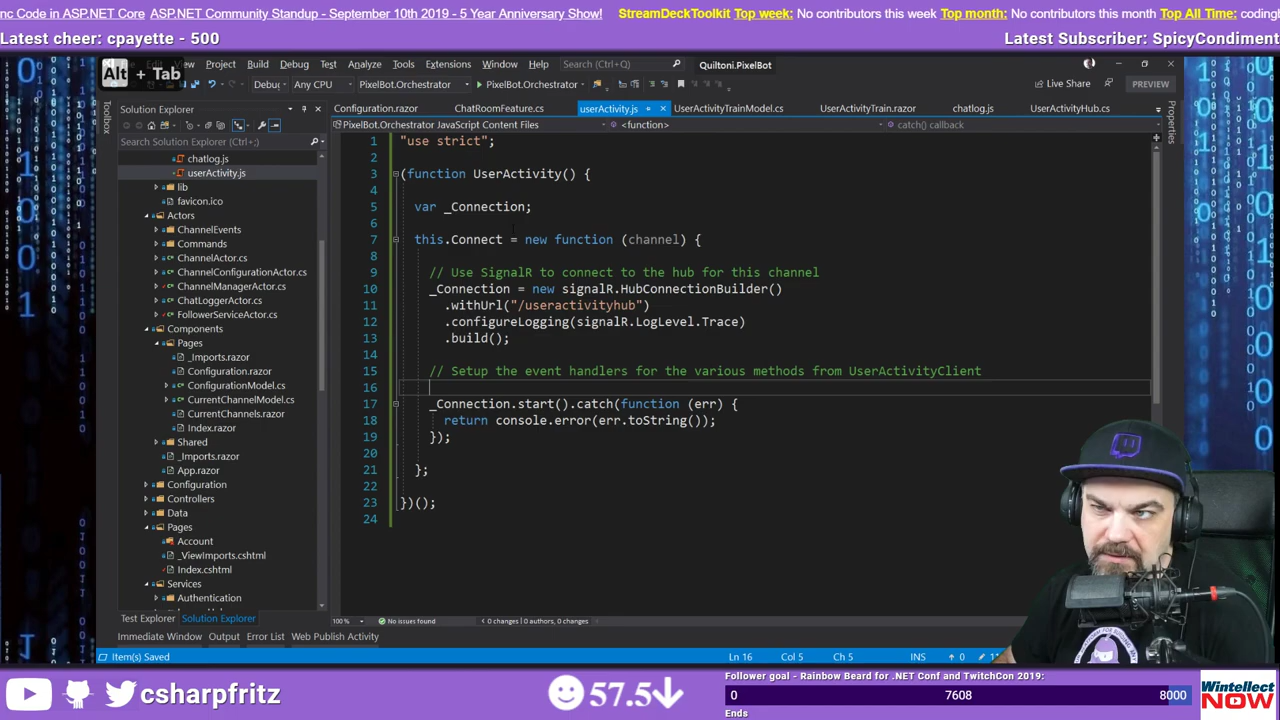 nc Code in ASP.NET Core ASP.NET Community Standup - September 10th 2019 - 5 Year Anniversary Show! StreamDeckToolkit Top week: No contributors this week Top month: No contributors this month Top All Time: coding
Latest cheer: cpayette - 500
Latest Subscriber: SpicyCondiment
Alt + Tab
View Project Build Debug Test Analyze Tools Extensions Window Help Search (Ctrl+Q) Quiltoni.PixelBot
Debug Any CPU PixelBot.Orchestrator PixelBot.Orchestrator Live Share PREVIEW
Toolbox
Solution Explorer
Search Solution Explorer (Ctrl+;)
chatlog.js
userActivity.js
lib
favicon.ico
Actors
ChannelEvents
Commands
ChannelActor.cs
ChannelConfigurationActor.cs
ChannelManagerActor.cs
ChatLoggerActor.cs
FollowerServiceActor.cs
Components
Pages
_Imports.razor
Configuration.razor
ConfigurationModel.cs
CurrentChannelModel.cs
CurrentChannels.razor
Index.razor
Shared
_Imports.razor
App.razor
Configuration
Controllers
Data
Pages
Account
_ViewImports.cshtml
Index.cshtml
Services
Authentication
Test Explorer Solution Explorer
Configuration.razor ChatRoomFeature.cs userActivity.js UserActivityTrainModel.cs UserActivityTrain.razor chatlog.js UserActivityHub.cs
PixelBot.Orchestrator JavaScript Content Files <function> catch() callback
Properties
1 "use strict";
2
3 (function UserActivity() {
4
5 var _Connection;
6
7 this.Connect = new function (channel) {
8
9 // Use SignalR to connect to the hub for this channel
10 _Connection = new signalR.HubConnectionBuilder()
11 .withUrl("/useractivityhub")
12 .configureLogging(signalR.LogLevel.Trace)
13 .build();
14
15 // Setup the event handlers for the various methods from UserActivityClient
16
17 _Connection.start().catch(function (err) {
18 return console.error(err.toString());
19 });
20
21 };
22
23 })();
24
100 % No issues found 0 changes | 0 authors, 0 changes
Immediate Window Output Error List Web Publish Activity
Item(s) Saved Ln 16 Col 5 Ch 5 INS 0
csharpfritz
57.5
Follower goal - Rainbow Beard for .NET Conf and TwitchCon 2019:
0 7608 8000
Ends
Wintellect
NOW